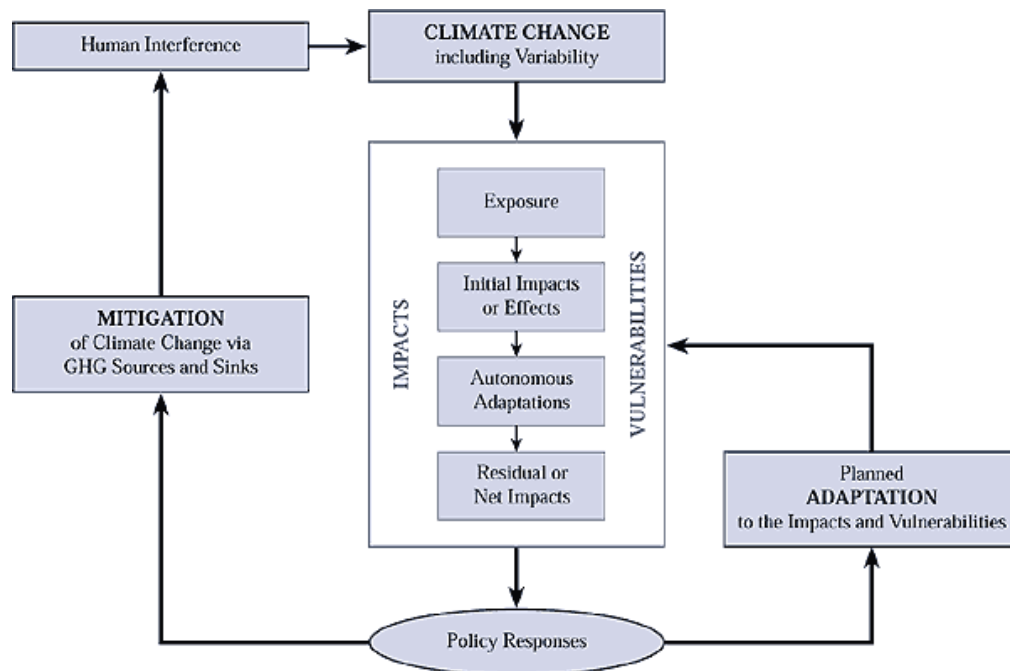 Human Interference
CLIMATE CHANGE
including Variability
IMPACTS
Exposure
Initial Impacts
or Effects
Autonomous
Adaptations
Residual or
Net Impacts
VULNERABILITIES
MITIGATION
of Climate Change via
GHG Sources and Sinks
Planned
ADAPTATION
to the Impacts and Vulnerabilities
Policy Responses